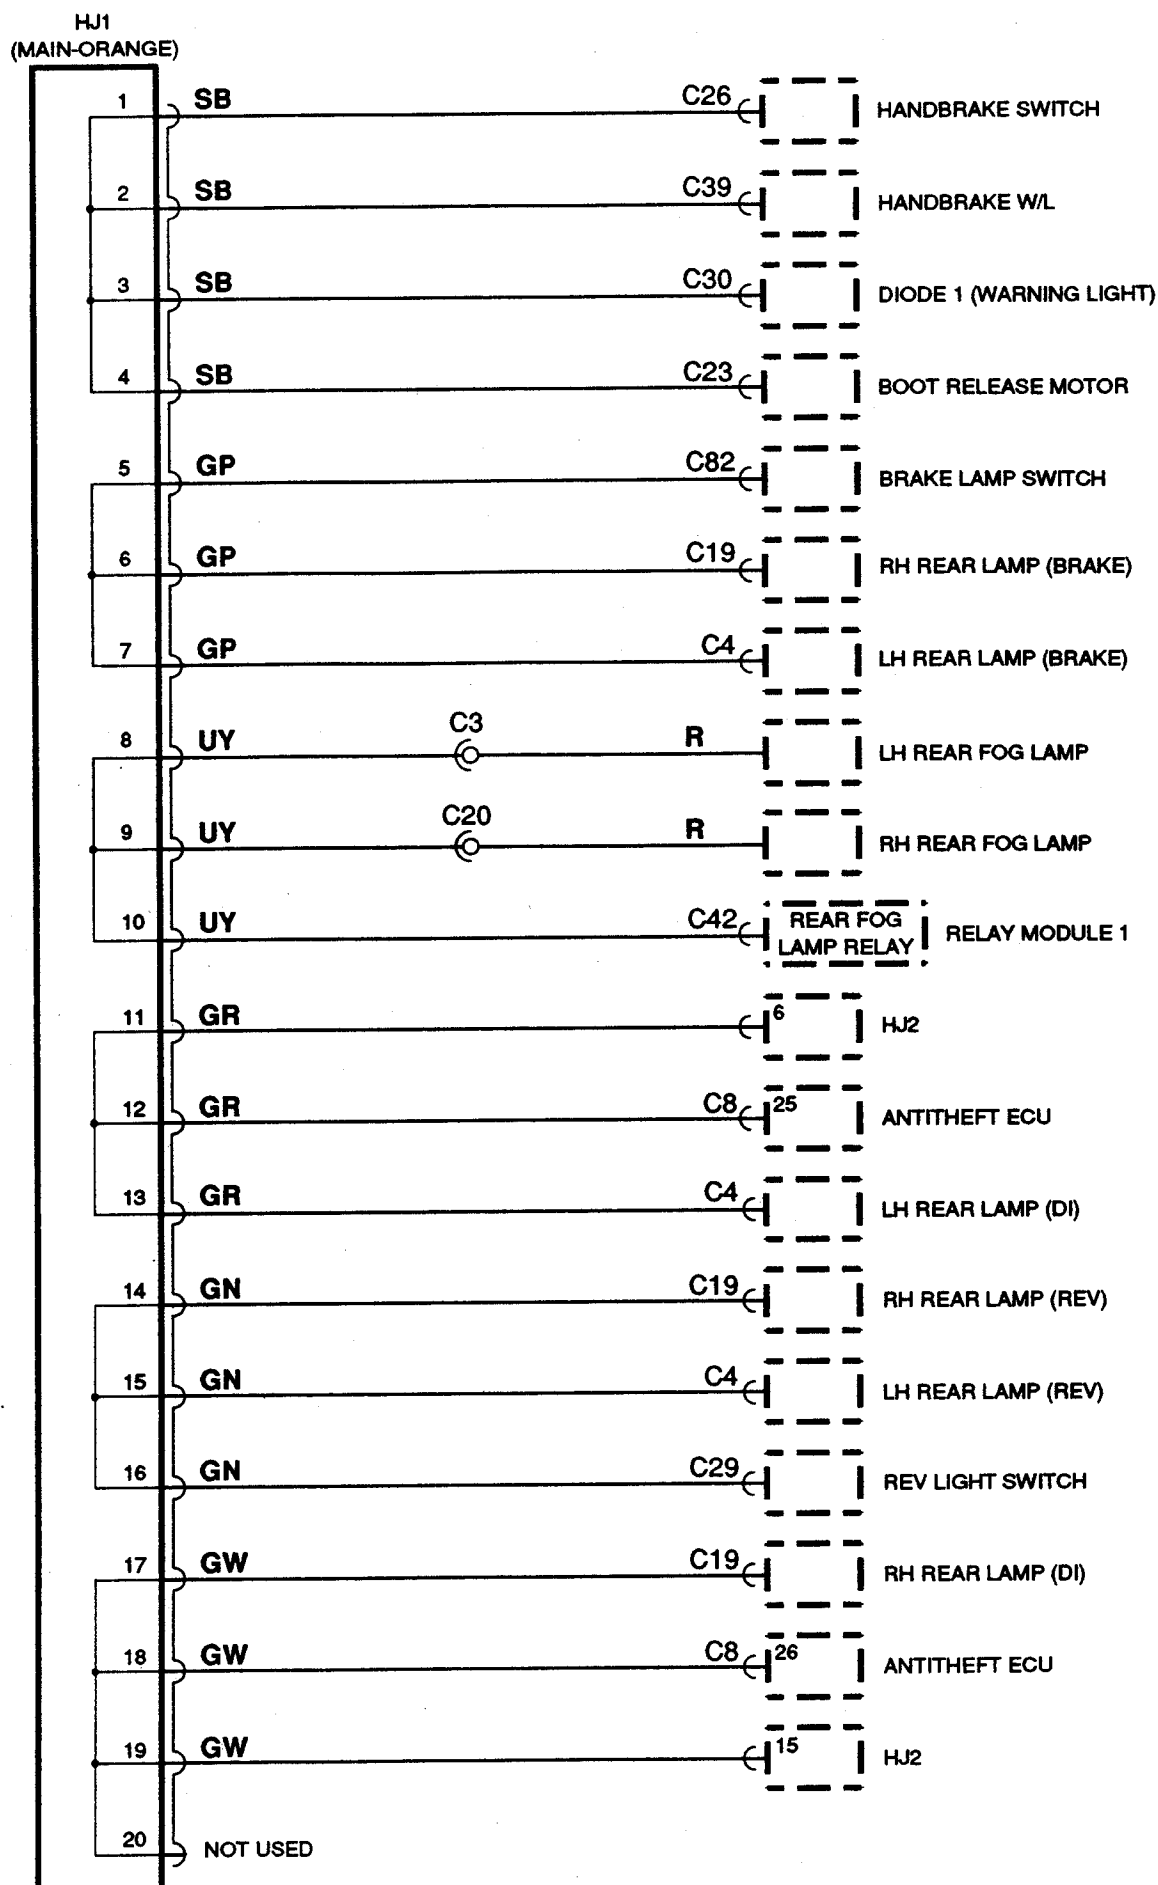 HJ1
(MAIN-ORANGE)
1 SB C26 HANDBRAKE SWITCH
2 SB C39 HANDBRAKE W/L
3 SB C30 DIODE 1 (WARNING LIGHT)
4 SB C23 BOOT RELEASE MOTOR
5 GP C82 BRAKE LAMP SWITCH
6 GP C19 RH REAR LAMP (BRAKE)
7 GP C4 LH REAR LAMP (BRAKE)
8 UY C3 R LH REAR FOG LAMP
9 UY C20 R RH REAR FOG LAMP
10 UY C42 REAR FOG
LAMP RELAY RELAY MODULE 1
11 GR 6 HJ2
12 GR C8 25 ANTITHEFT ECU
13 GR C4 LH REAR LAMP (DI)
14 GN C19 RH REAR LAMP (REV)
15 GN C4 LH REAR LAMP (REV)
16 GN C29 REV LIGHT SWITCH
17 GW C19 RH REAR LAMP (DI)
18 GW C8 26 ANTITHEFT ECU
19 GW 15 HJ2
20 NOT USED